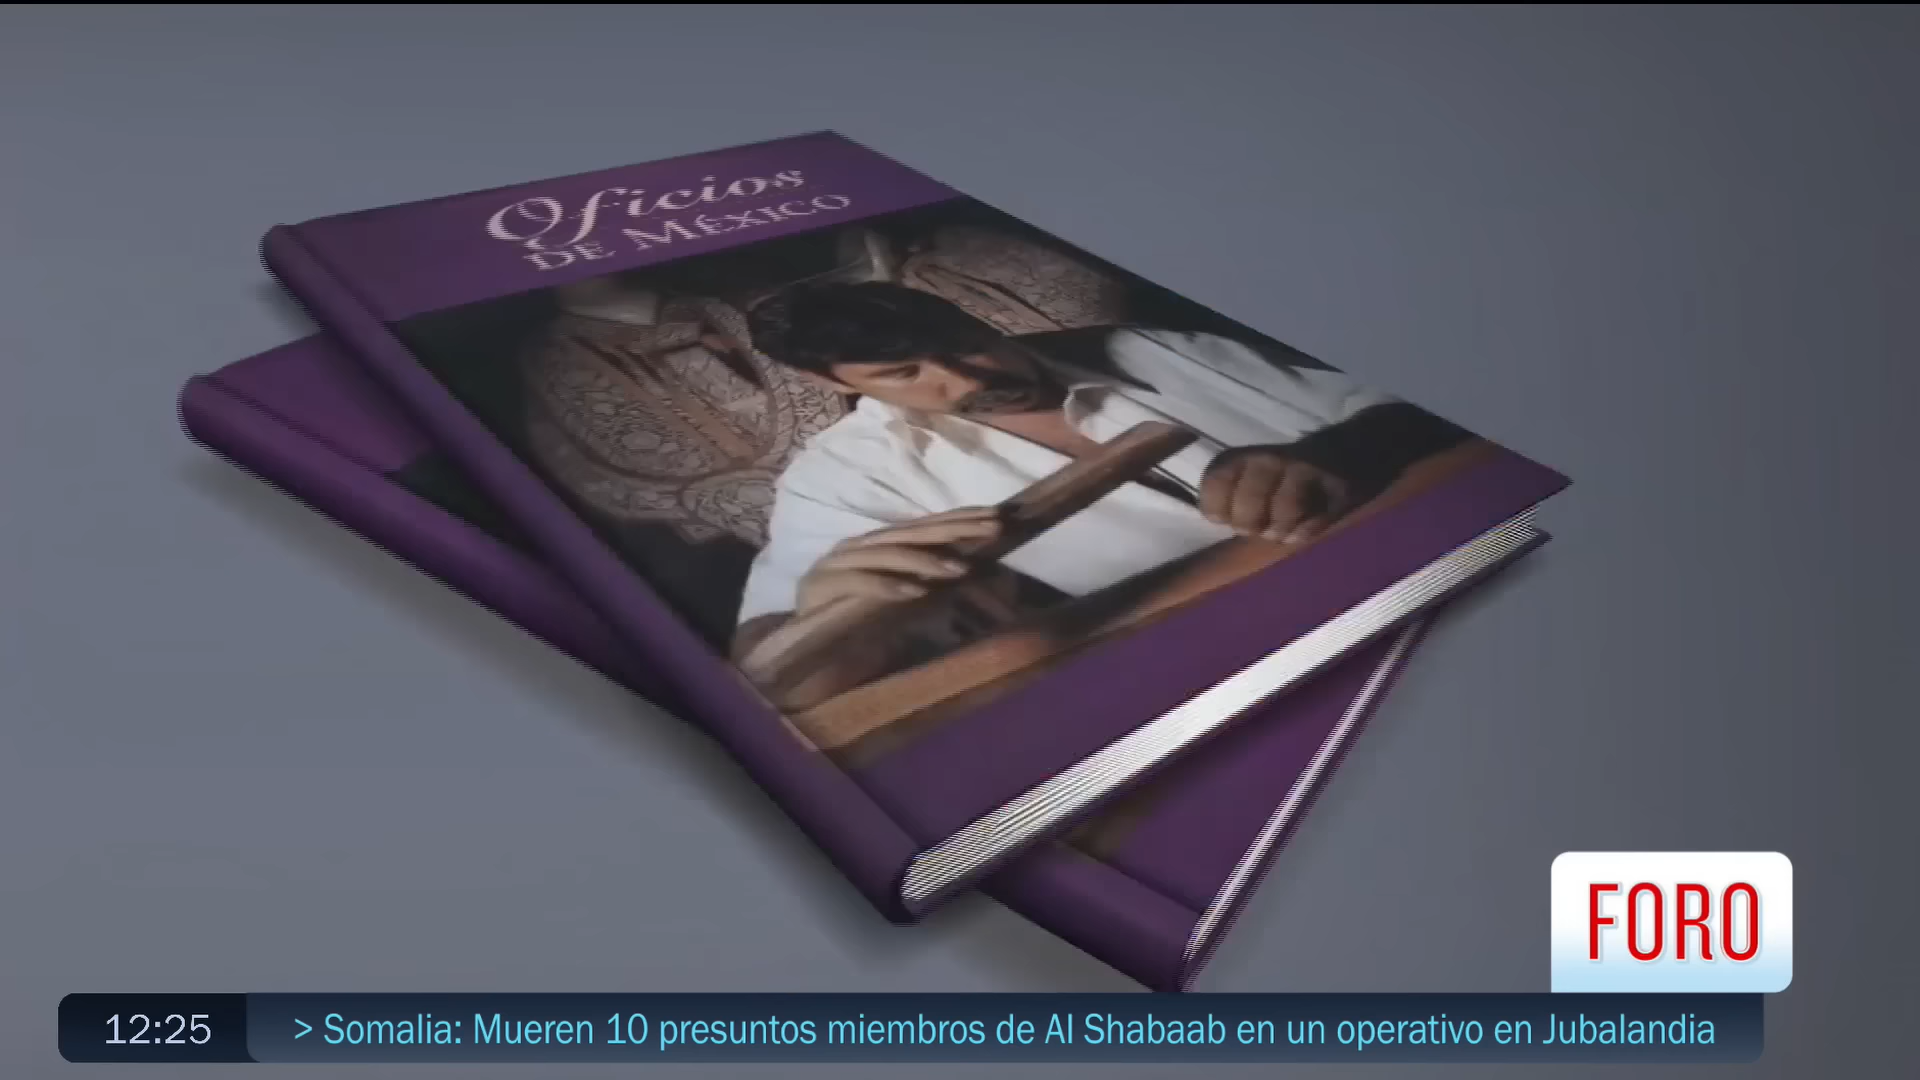 Oficios
DE MÉXICO
FORO
12:25
> Somalia: Mueren 10 presuntos miembros de Al Shabaab en un operativo en Jubalandia